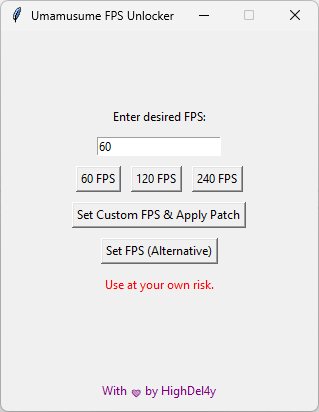 Umamusume FPS Unlocker
Enter desired FPS:
60
60 FPS 120 FPS 240 FPS
Set Custom FPS & Apply Patch
Set FPS (Alternative)
Use at your own risk.
With 💜 by HighDel4y